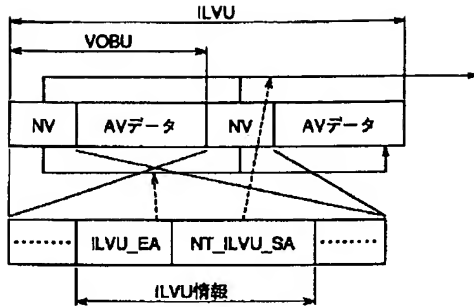 ILVU
VOBU
NV AVデータ NV AVデータ
......... ILVU_EA NT_ILVU_SA .........
ILVU情報